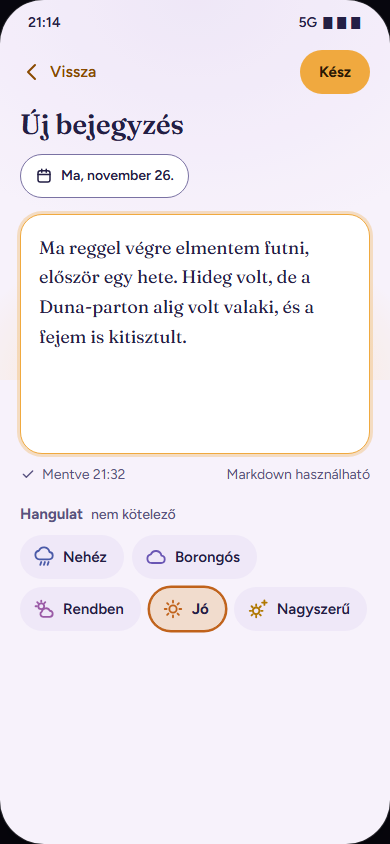 21:14
5G
Vissza
Kész
Új bejegyzés
Ma, november 26.
Ma reggel végre elmentem futni,
először egy hete. Hideg volt, de a
Duna-parton alig volt valaki, és a
fejem is kitisztult.
Mentve 21:32
Markdown használható
Hangulat nem kötelező
Nehéz
Borongós
Rendben
Jó
Nagyszerű